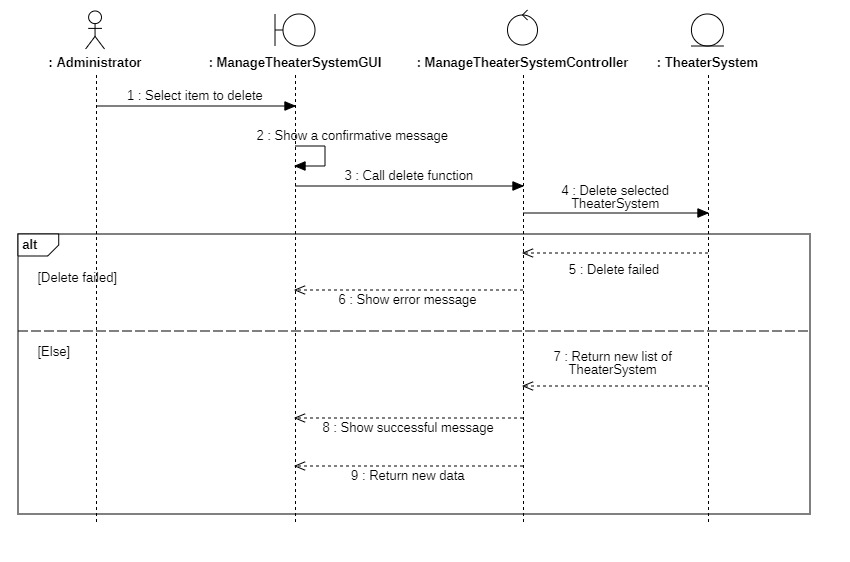 : Administrator
: ManageTheaterSystemGUI
: ManageTheaterSystemController
: TheaterSystem
1 : Select item to delete
2 : Show a confirmative message
3 : Call delete function
4 : Delete selected
TheaterSystem
alt
[Delete failed]
5 : Delete failed
6 : Show error message
[Else]
7 : Return new list of
TheaterSystem
8 : Show successful message
9 : Return new data